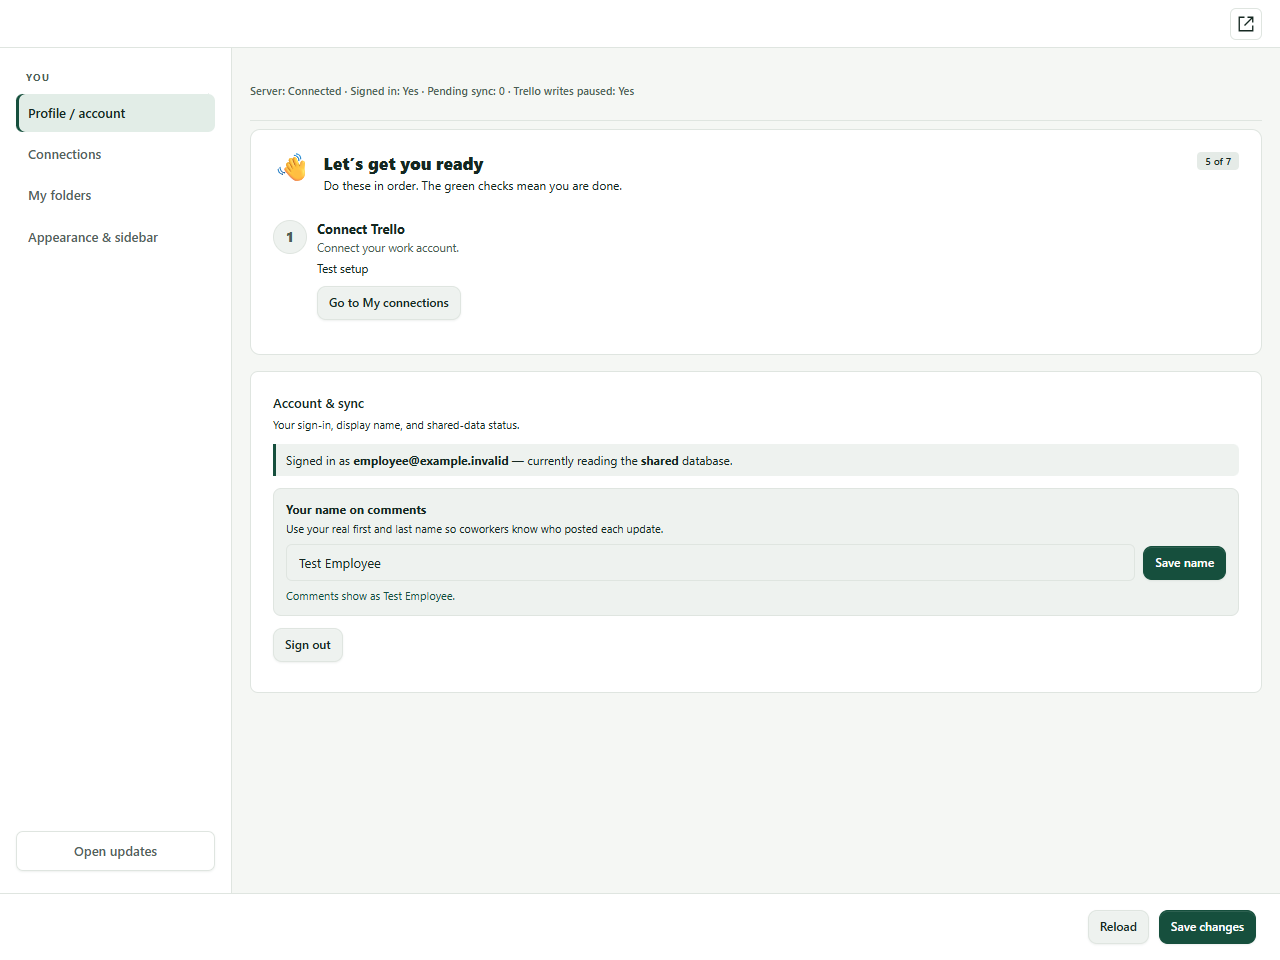 YOU
Profile / account
Connections
My folders
Appearance & sidebar
Open updates
Server: Connected · Signed in: Yes · Pending sync: 0 · Trello writes paused: Yes
Let's get you ready
5 of 7
Do these in order. The green checks mean you are done.
1
Connect Trello
Connect your work account.
Test setup
Go to My connections
Account & sync
Your sign-in, display name, and shared-data status.
Signed in as employee@example.invalid — currently reading the shared database.
Your name on comments
Use your real first and last name so coworkers know who posted each update.
Test Employee
Save name
Comments show as Test Employee.
Sign out
Reload
Save changes